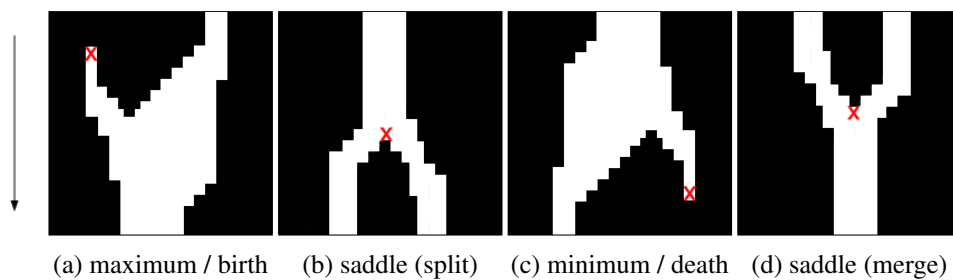 (a) maximum / birth (b) saddle (split) (c) minimum / death (d) saddle (merge)